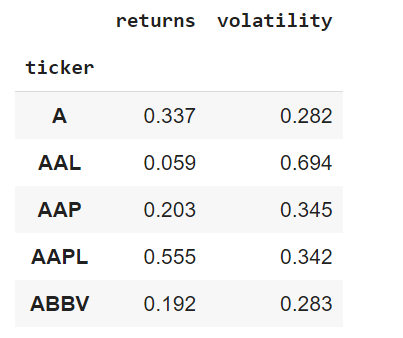 returns volatility
ticker
A 0.337 0.282
AAL 0.059 0.694
AAP 0.203 0.345
AAPL 0.555 0.342
ABBV 0.192 0.283